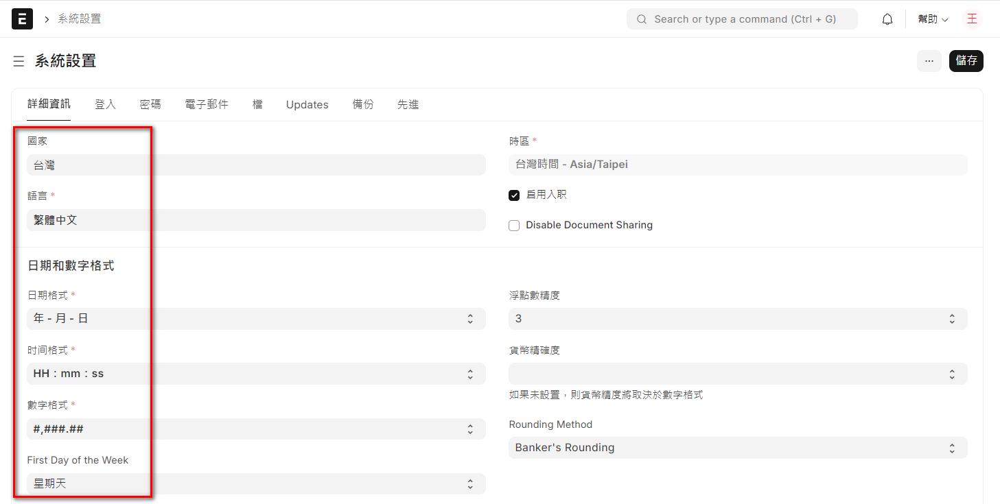 E
系統設置
Search or type a command (Ctrl + G)
幫助
王
系統設置
...
儲存
詳細資訊
登入
密碼
電子郵件
檔
Updates
備份
先進
國家
台灣
語言 *
繁體中文
時區 *
台灣時間 - Asia/Taipei
启用入职
Disable Document Sharing
日期和數字格式
日期格式 *
年 - 月 - 日
时间格式 *
HH : mm : ss
數字格式 *
#,###.##
First Day of the Week
星期天
浮點數精度
3
貨幣精確度
如果未設置，則貨幣精度將取決於數字格式
Rounding Method
Banker's Rounding